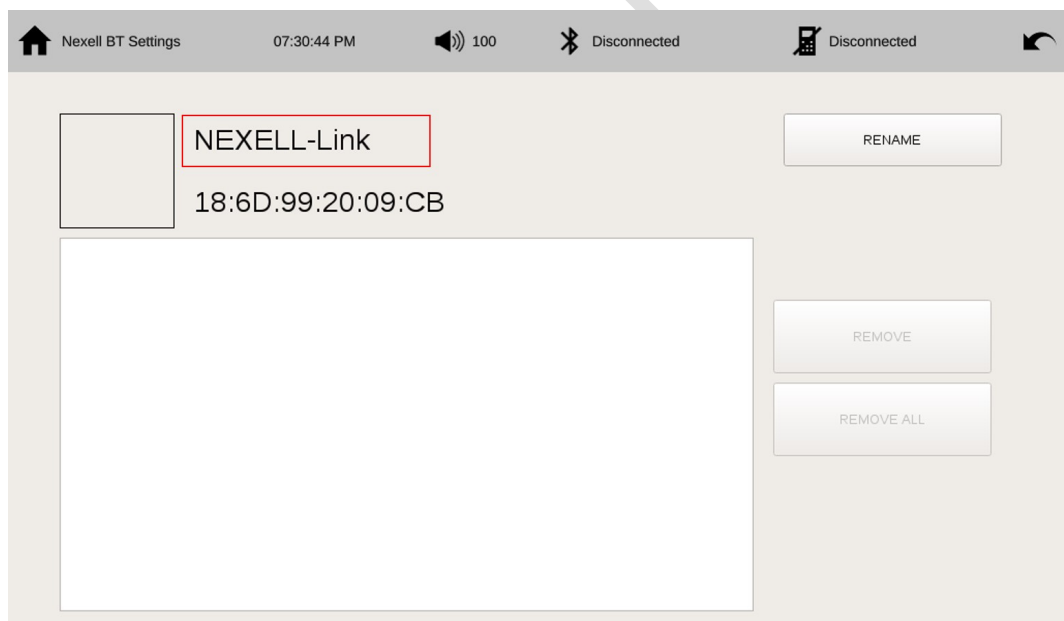 Nexell BT Settings 07:30:44 PM 100 Disconnected Disconnected
NEXELL-Link
RENAME
18:6D:99:20:09:CB
REMOVE
REMOVE ALL